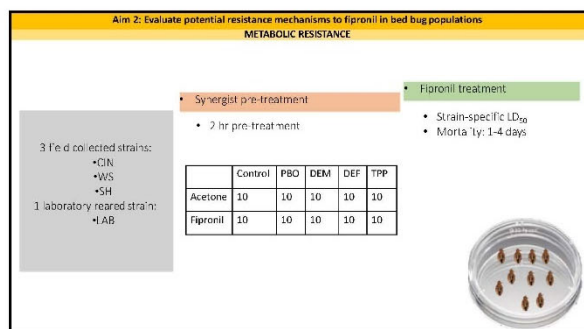 Aim 2: Evaluate potential resistance mechanisms to fipronil in bed bug populations
METABOLIC RESISTANCE
• Synergist pre-treatment
• 2 hr pre-treatment
• Fipronil treatment
• Strain-specific LD₅₀
• Mortality: 1-4 days
3 field collected strains:
•CIN
•WS
•SH
1 laboratory reared strain:
•LAB
Control PBO DEM DEF TPP
Acetone 10 10 10 10 10
Fipronil 10 10 10 10 10